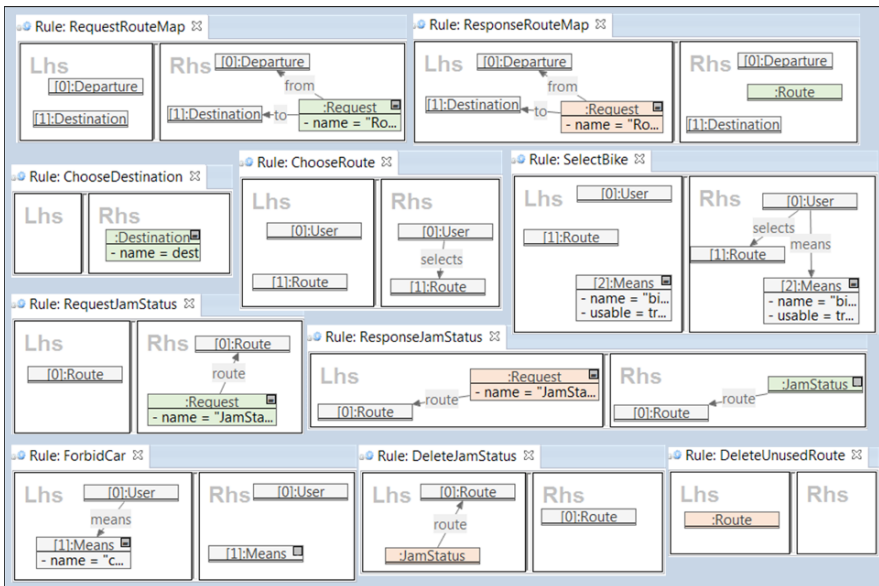 Rule: RequestRouteMap
Lhs
[0]:Departure
[1]:Destination
Rhs
[0]:Departure
from
:Request
[1]:Destination
to
- name = "Ro...
Rule: ResponseRouteMap
Lhs
[0]:Departure
from
[1]:Destination
to
:Request
- name = "Ro...
Rhs
[0]:Departure
:Route
[1]:Destination
Rule: ChooseDestination
Lhs
Rhs
:Destination
- name = dest
Rule: ChooseRoute
Lhs
[0]:User
[1]:Route
Rhs
[0]:User
selects
[1]:Route
Rule: SelectBike
Lhs
[0]:User
[1]:Route
[2]:Means
- name = "bi...
- usable = tr...
Rhs
[0]:User
selects
means
[1]:Route
[2]:Means
- name = "bi...
- usable = tr...
Rule: RequestJamStatus
Lhs
[0]:Route
Rhs
[0]:Route
route
:Request
- name = "JamSta...
Rule: ResponseJamStatus
Lhs
:Request
- name = "JamSta...
route
[0]:Route
Rhs
:JamStatus
route
[0]:Route
Rule: ForbidCar
Lhs
[0]:User
means
[1]:Means
- name = "c...
Rhs
[0]:User
[1]:Means
Rule: DeleteJamStatus
Lhs
[0]:Route
route
:JamStatus
Rhs
[0]:Route
Rule: DeleteUnusedRoute
Lhs
:Route
Rhs